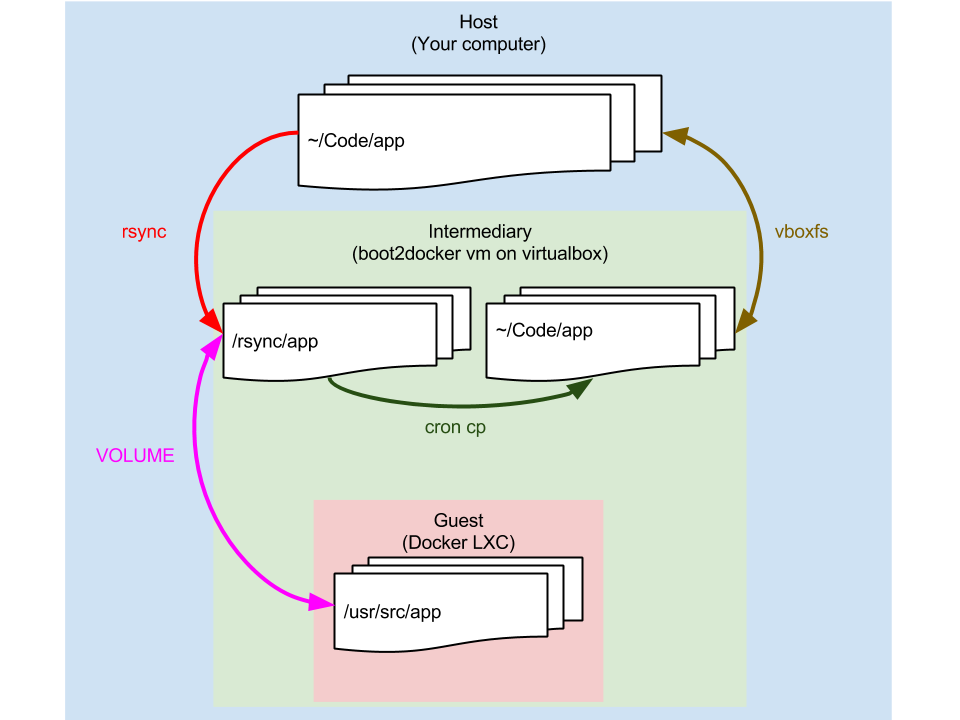 Host
(Your computer)
~/Code/app
rsync
vboxfs
Intermediary
(boot2docker vm on virtualbox)
/rsync/app
~/Code/app
cron cp
VOLUME
Guest
(Docker LXC)
/usr/src/app